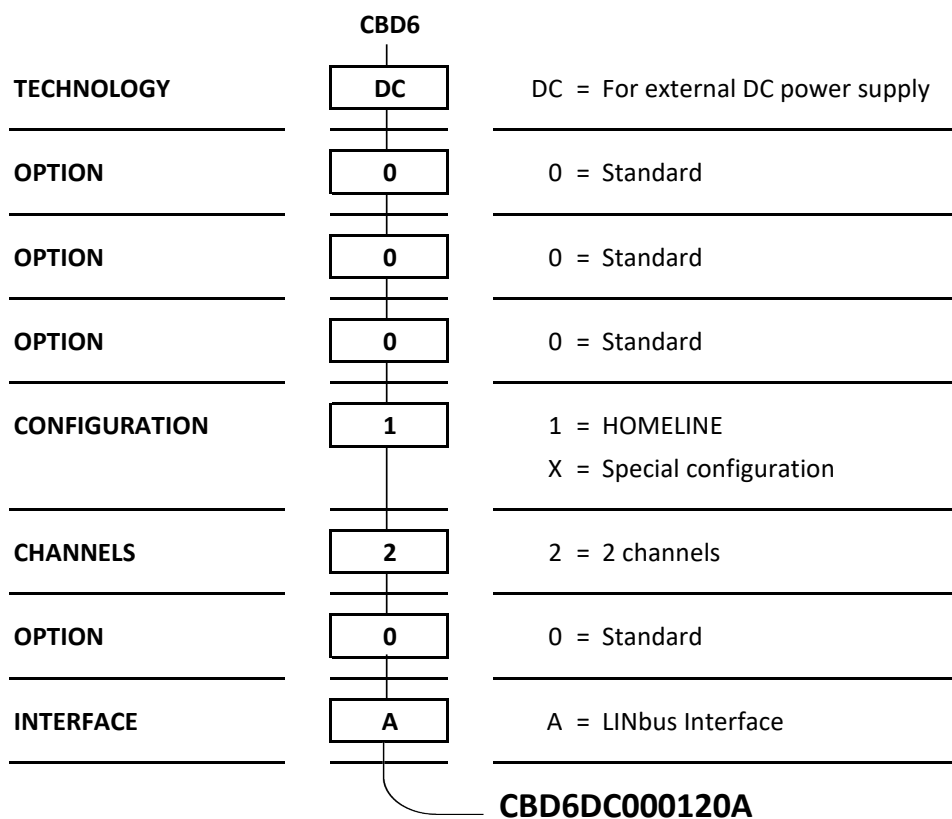 CBD6
TECHNOLOGY DC DC = For external DC power supply
OPTION 0 0 = Standard
OPTION 0 0 = Standard
OPTION 0 0 = Standard
CONFIGURATION 1 1 = HOMELINE
X = Special configuration
CHANNELS 2 2 = 2 channels
OPTION 0 0 = Standard
INTERFACE A A = LINbus Interface
CBD6DC000120A